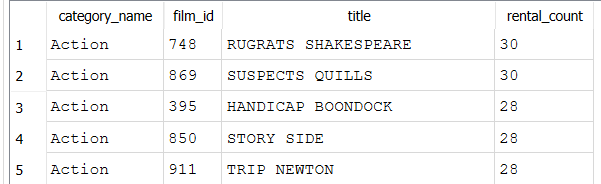 category_name film_id title rental_count
1 Action 748 RUGRATS SHAKESPEARE 30
2 Action 869 SUSPECTS QUILLS 30
3 Action 395 HANDICAP BOONDOCK 28
4 Action 850 STORY SIDE 28
5 Action 911 TRIP NEWTON 28